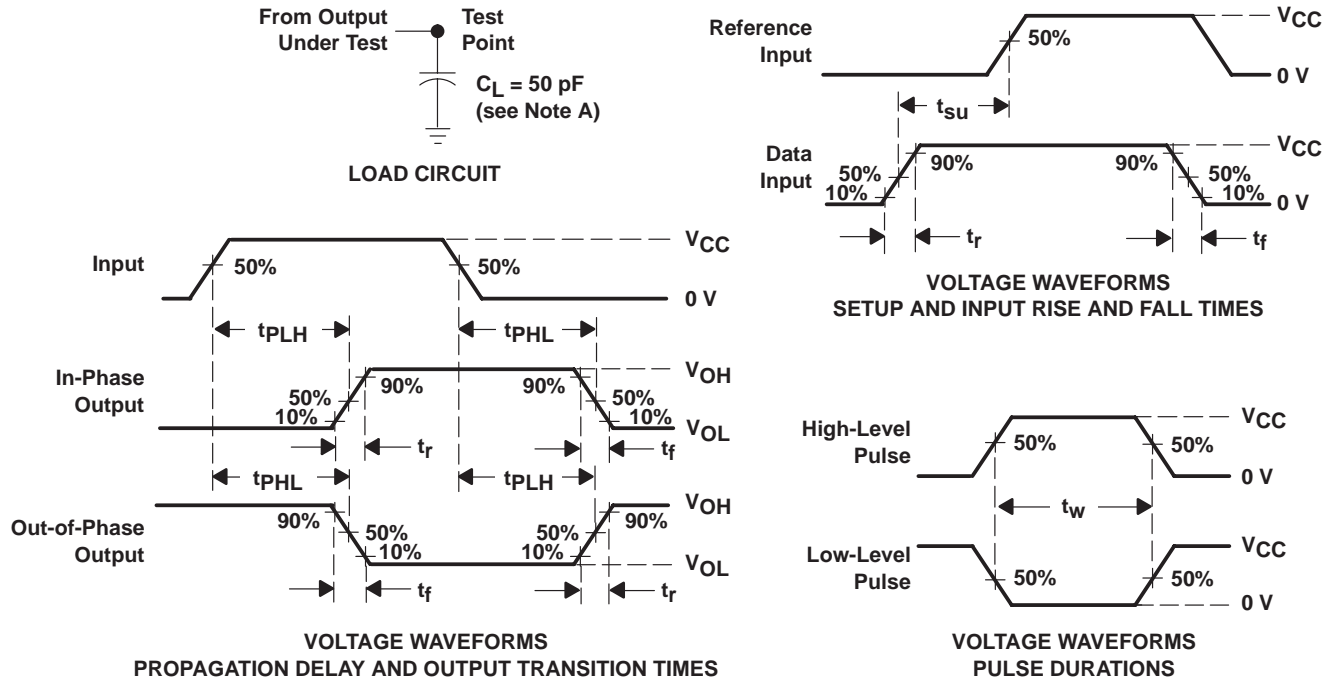 From Output
Under Test
Test
Point
CL = 50 pF
(see Note A)
LOAD CIRCUIT
Reference
Input
50%
VCC
0 V
tsu
Data
Input
50%
10%
90%
90%
VCC
50%
10%
0 V
tr
tf
VOLTAGE WAVEFORMS
SETUP AND INPUT RISE AND FALL TIMES
Input
50%
50%
VCC
0 V
tPLH
tPHL
In-Phase
Output
50%
10%
90%
90%
VOH
50%
10%
VOL
tr
tf
tPHL
tPLH
Out-of-Phase
Output
90%
50%
10%
50%
10%
VOH
90%
VOL
tf
tr
VOLTAGE WAVEFORMS
PROPAGATION DELAY AND OUTPUT TRANSITION TIMES
High-Level
Pulse
50%
50%
VCC
0 V
tw
Low-Level
Pulse
50%
50%
VCC
0 V
VOLTAGE WAVEFORMS
PULSE DURATIONS